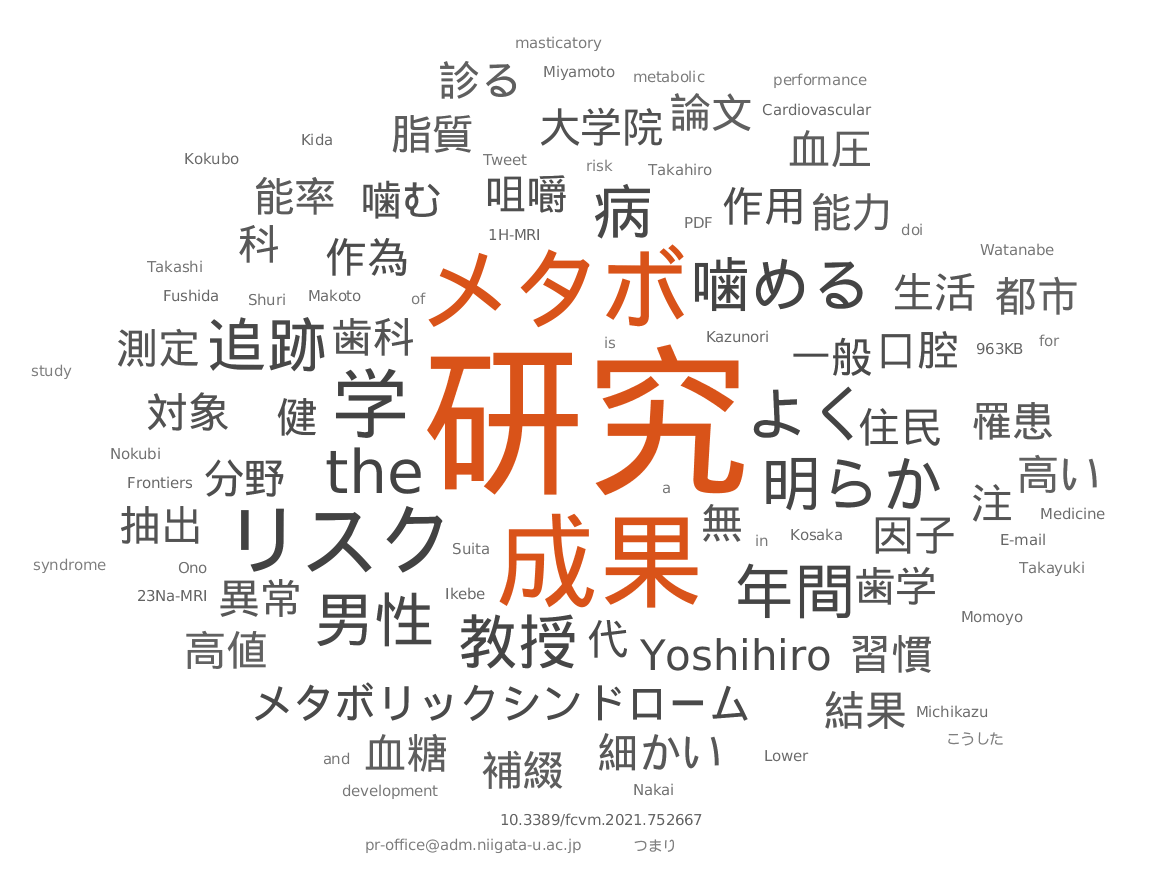 masticatory
診る Miyamoto metabolic performance
脂質 大学院 論文 Cardiovascular
Kida 血圧
Kokubo Tweet risk Takahiro
能率 噛む 咀嚼 病 PDF 作用 能力 doi
科 作為 1H-MRI Watanabe
Takashi メタボ 噛める 生活 都市
Fushida Shuri Makoto of
測定 追跡 歯科 is Kazunori 一般 口腔 963KB for
study
対象 健 学 研究 よく 住民 罹患
Nokubi
Frontiers 分野 the a 明らか 注 高い
抽出 リスク 無 in Kosaka 因子 E-mail Medicine
syndrome Ono Suita 成果 Takayuki
23Na-MRI 異常 Ikebe 年間 歯学
男性 Momoyo
高値 教授 代 Yoshihiro 習慣
メタボリックシンドローム 結果 Michikazu
こうした
and 血糖 補綴 細かい Lower
development Nakai
10.3389/fcvm.2021.752667
pr-office@adm.niigata-u.ac.jp つまり